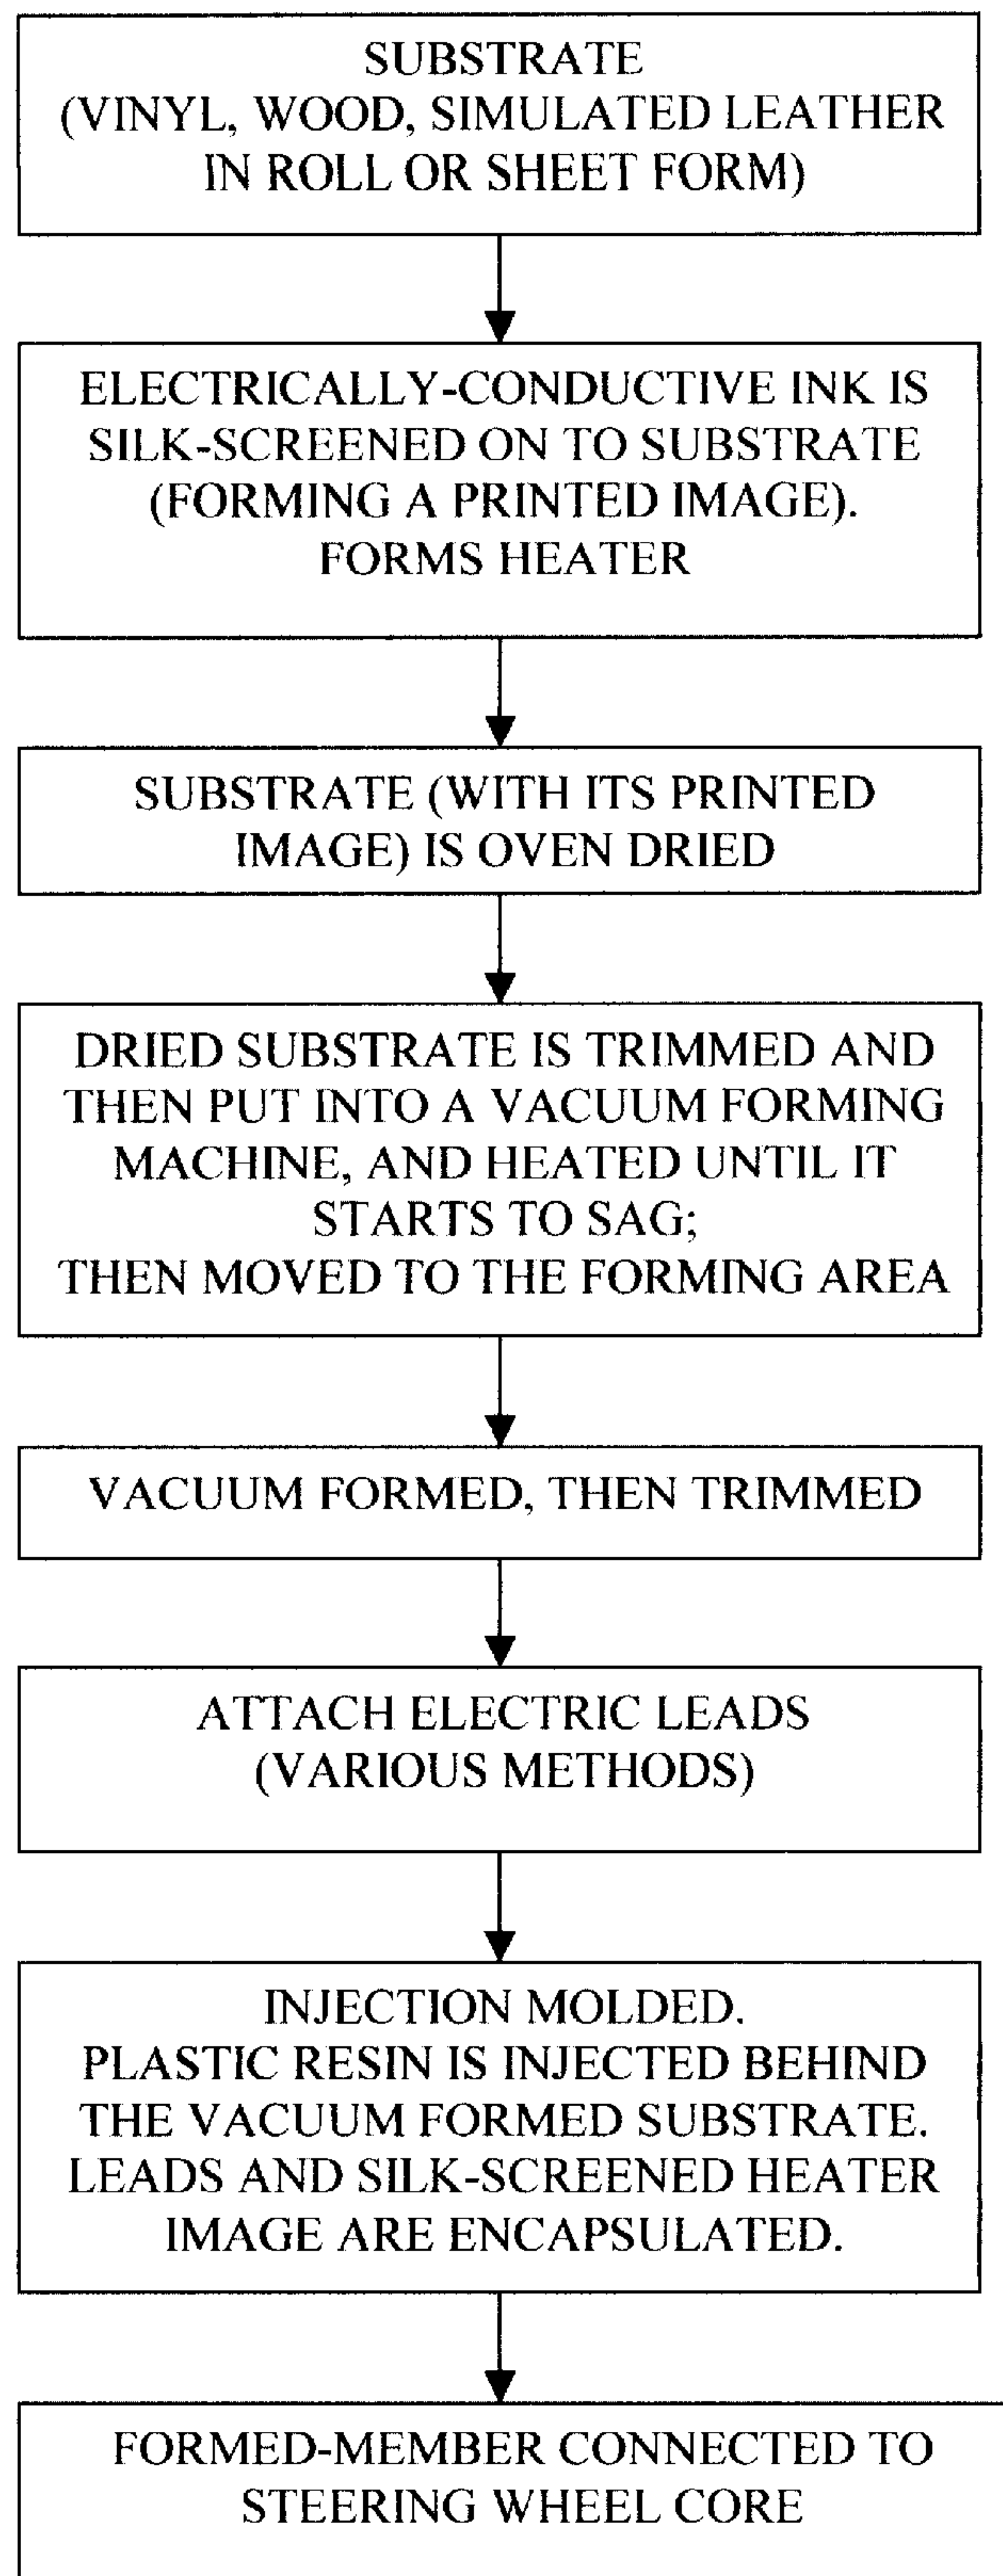 SUBSTRATE
(VINYL, WOOD, SIMULATED LEATHER
IN ROLL OR SHEET FORM)
ELECTRICALLY-CONDUCTIVE INK IS
SILK-SCREENED ON TO SUBSTRATE
(FORMING A PRINTED IMAGE).
FORMS HEATER
SUBSTRATE (WITH ITS PRINTED
IMAGE) IS OVEN DRIED
DRIED SUBSTRATE IS TRIMMED AND
THEN PUT INTO A VACUUM FORMING
MACHINE, AND HEATED UNTIL IT
STARTS TO SAG;
THEN MOVED TO THE FORMING AREA
VACUUM FORMED, THEN TRIMMED
ATTACH ELECTRIC LEADS
(VARIOUS METHODS)
INJECTION MOLDED.
PLASTIC RESIN IS INJECTED BEHIND
THE VACUUM FORMED SUBSTRATE.
LEADS AND SILK-SCREENED HEATER
IMAGE ARE ENCAPSULATED.
FORMED-MEMBER CONNECTED TO
STEERING WHEEL CORE